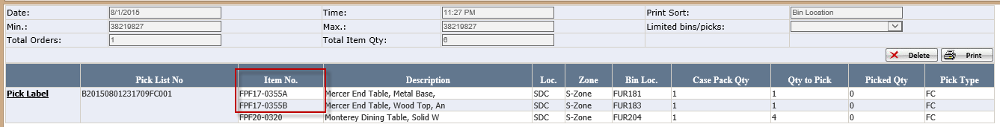 Date: 8/1/2015 Time: 11:27 PM Print Sort: Bin Location
Min.: 38219827 Max.: 38219827 Limited bins/picks:
Total Orders: 1 Total Item Qty: 6
Delete Print
Pick List No Item No. Description Loc. Zone Bin Loc. Case Pack Qty Qty to Pick Picked Qty Pick Type
Pick Label B20150801231709FC001 FPF17-0355A Mercer End Table, Metal Base, SDC S-Zone FUR181 1 1 0 FC
FPF17-0355B Mercer End Table, Wood Top, An SDC S-Zone FUR183 1 1 0 FC
FPF20-0320 Monterey Dining Table, Solid W SDC S-Zone FUR204 1 4 0 FC